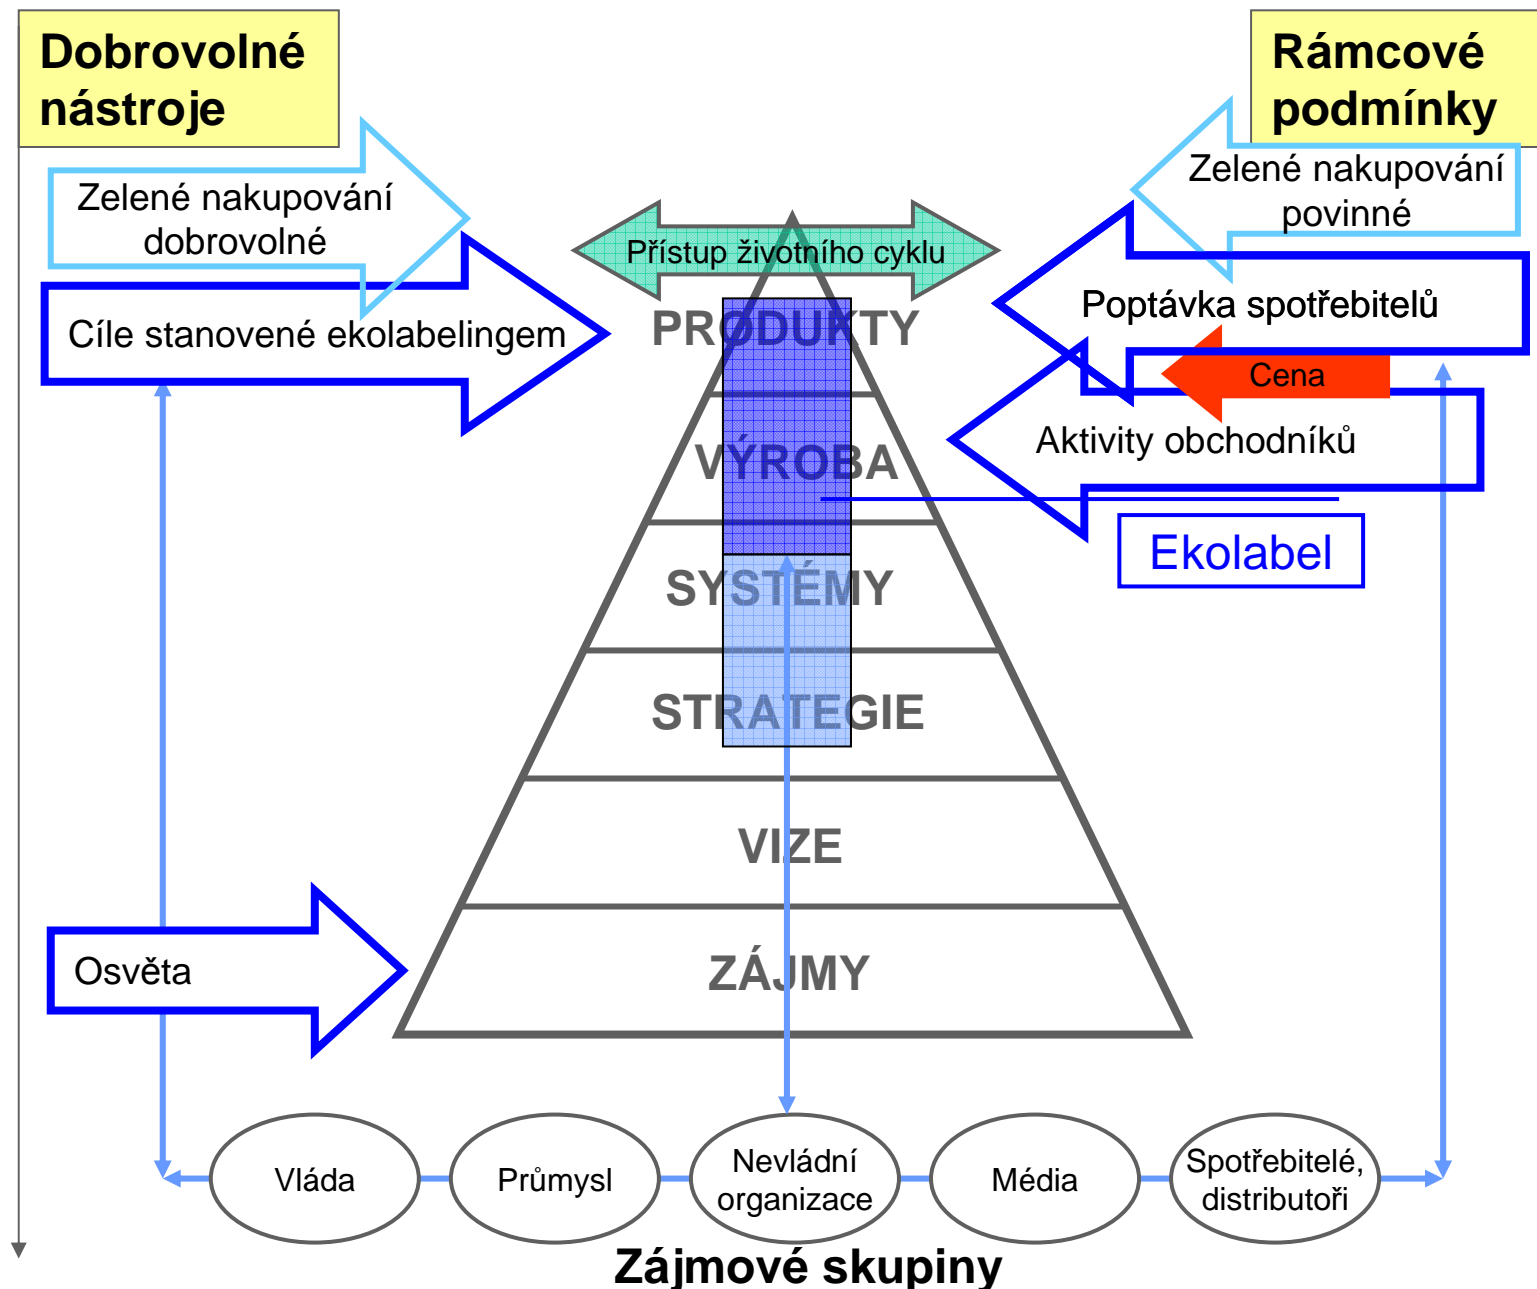 Dobrovolné
nástroje
Rámcové
podmínky
Zelené nakupování
dobrovolné
Zelené nakupování
povinné
Přístup životního cyklu
Cíle stanovené ekolabelingem
PRODUKTY
Poptávka spotřebitelů
Cena
VÝROBA
Aktivity obchodníků
Ekolabel
SYSTÉMY
STRATEGIE
VIZE
Osvěta
ZÁJMY
Vláda
Průmysl
Nevládní
organizace
Média
Spotřebitelé,
distributoři
Zájmové skupiny